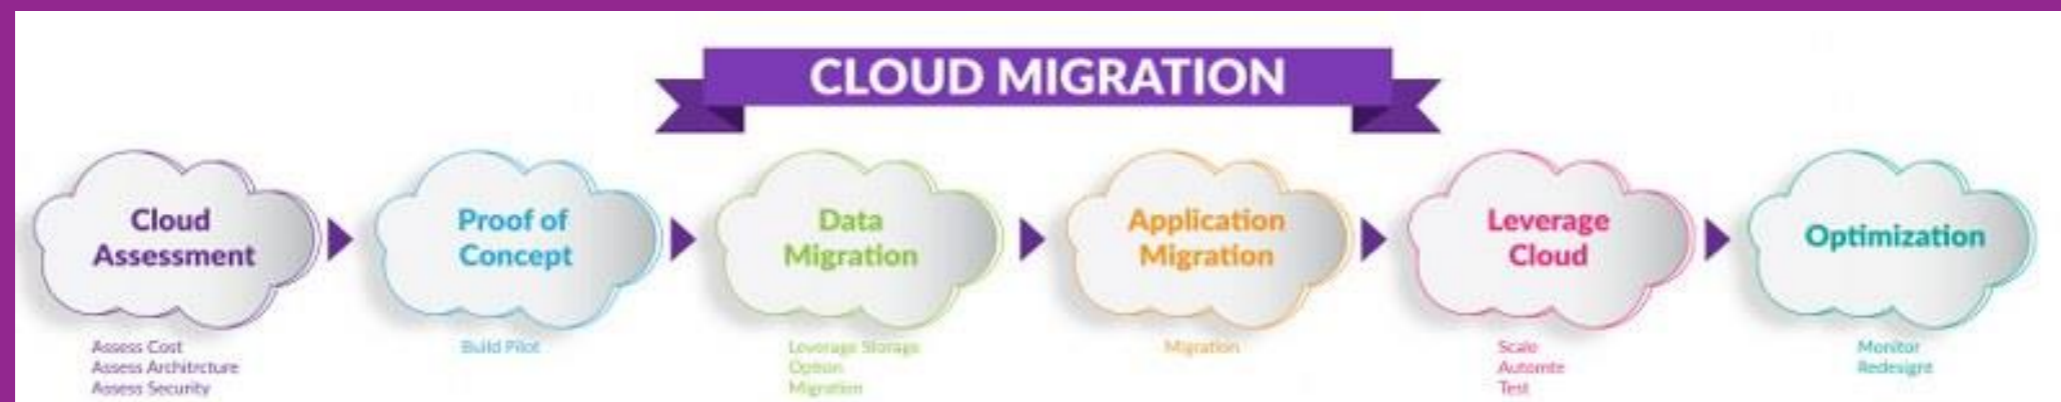 CLOUD MIGRATION
Cloud
Assessment
Assess Cost
Assess Architrcture
Assess Security
Proof of
Concept
Build Pilot
Data
Migration
Leverage Storage
Option
Migration
Application
Migration
Migration
Leverage
Cloud
Scale
Automte
Test
Optimization
Monitor
Redesigre